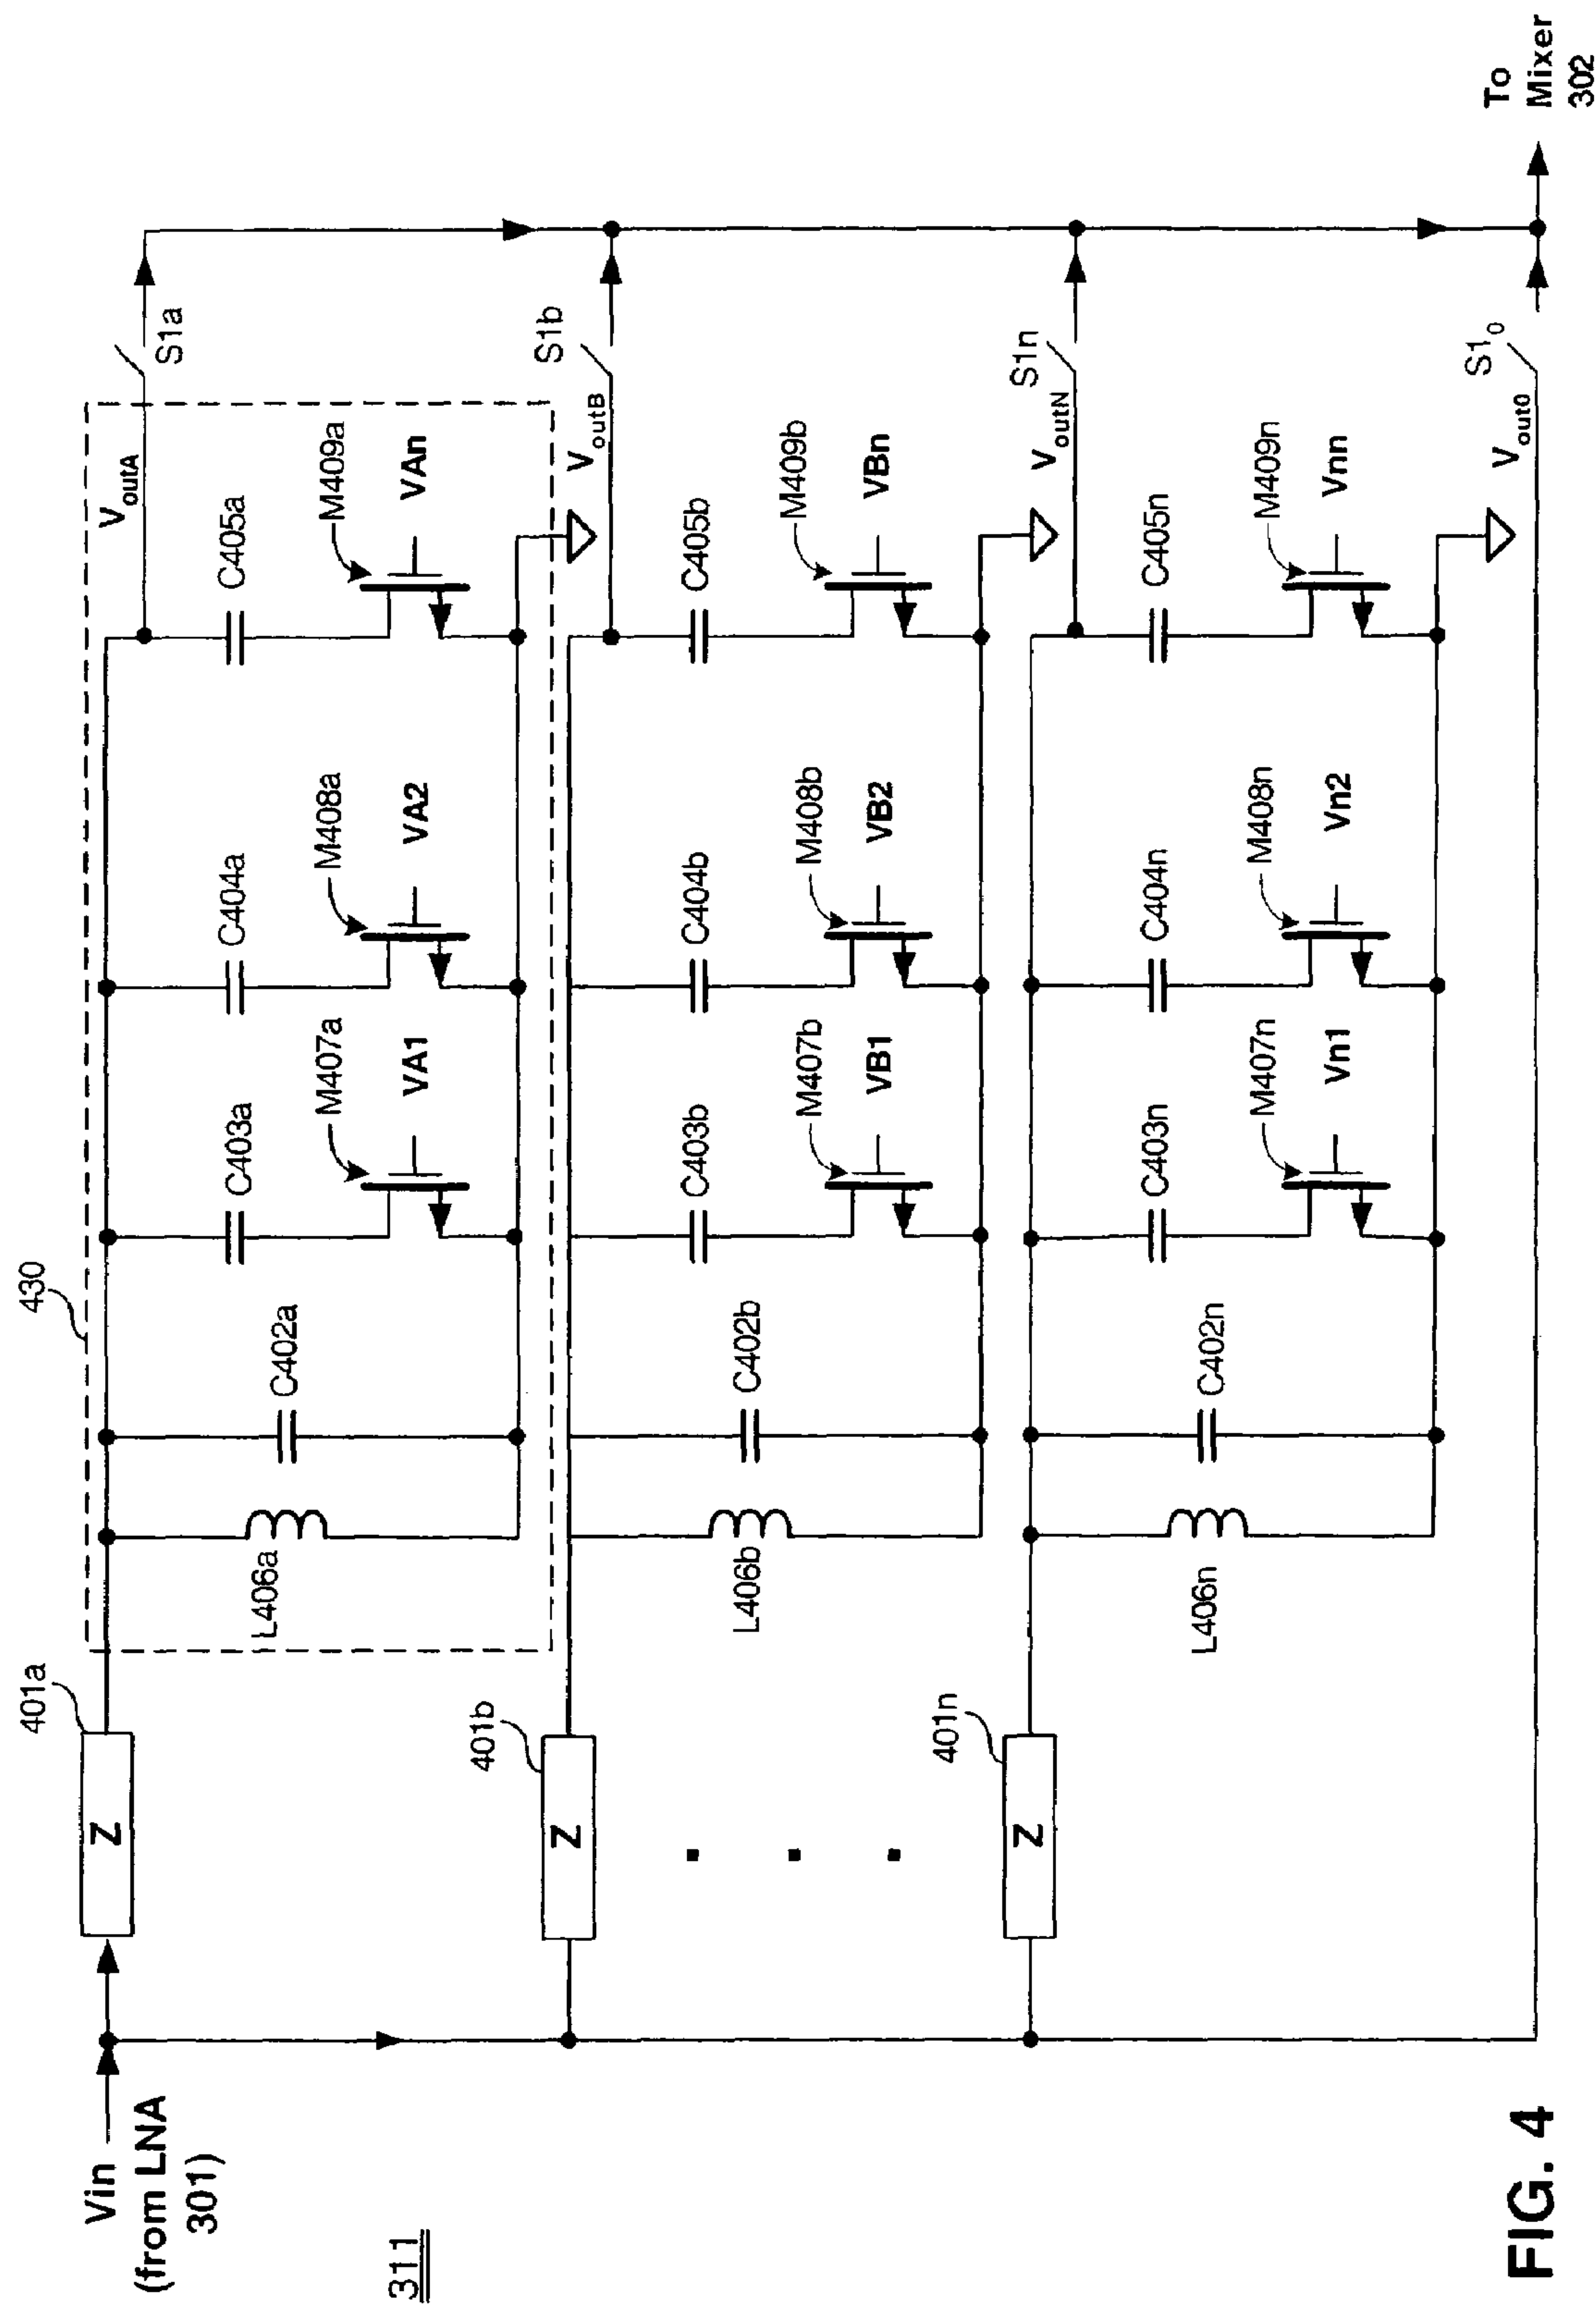 Vin
(from LNA
301)
311
401a
Z
430
L406a
C402a
C403a
M407a
VA1
C404a
M408a
VA2
C405a
M409a
VAn
VoutA
S1a
401b
Z
L406b
C402b
C403b
M407b
VB1
C404b
M408b
VB2
C405b
M409b
VBn
VoutB
S1b
401n
Z
L406n
C402n
C403n
M407n
Vn1
C404n
M408n
Vn2
C405n
M409n
Vnn
VoutN
S1n
Vout0
S10
To
Mixer
302
FIG. 4